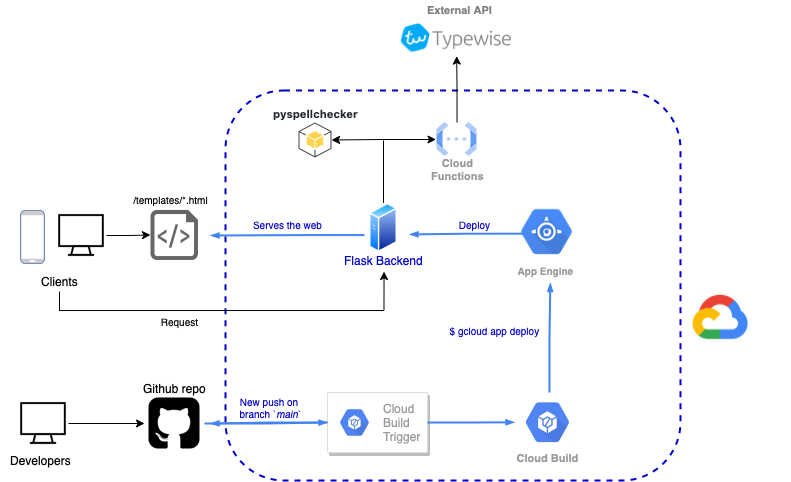 External API
tw Typewise
pyspellchecker
Cloud
Functions
/templates/*.html
</>
Serves the web
Deploy
Flask Backend
App Engine
Clients
Request
$ gcloud app deploy
Github repo
New push on
branch `main`
Cloud
Build
Trigger
Developers
Cloud Build